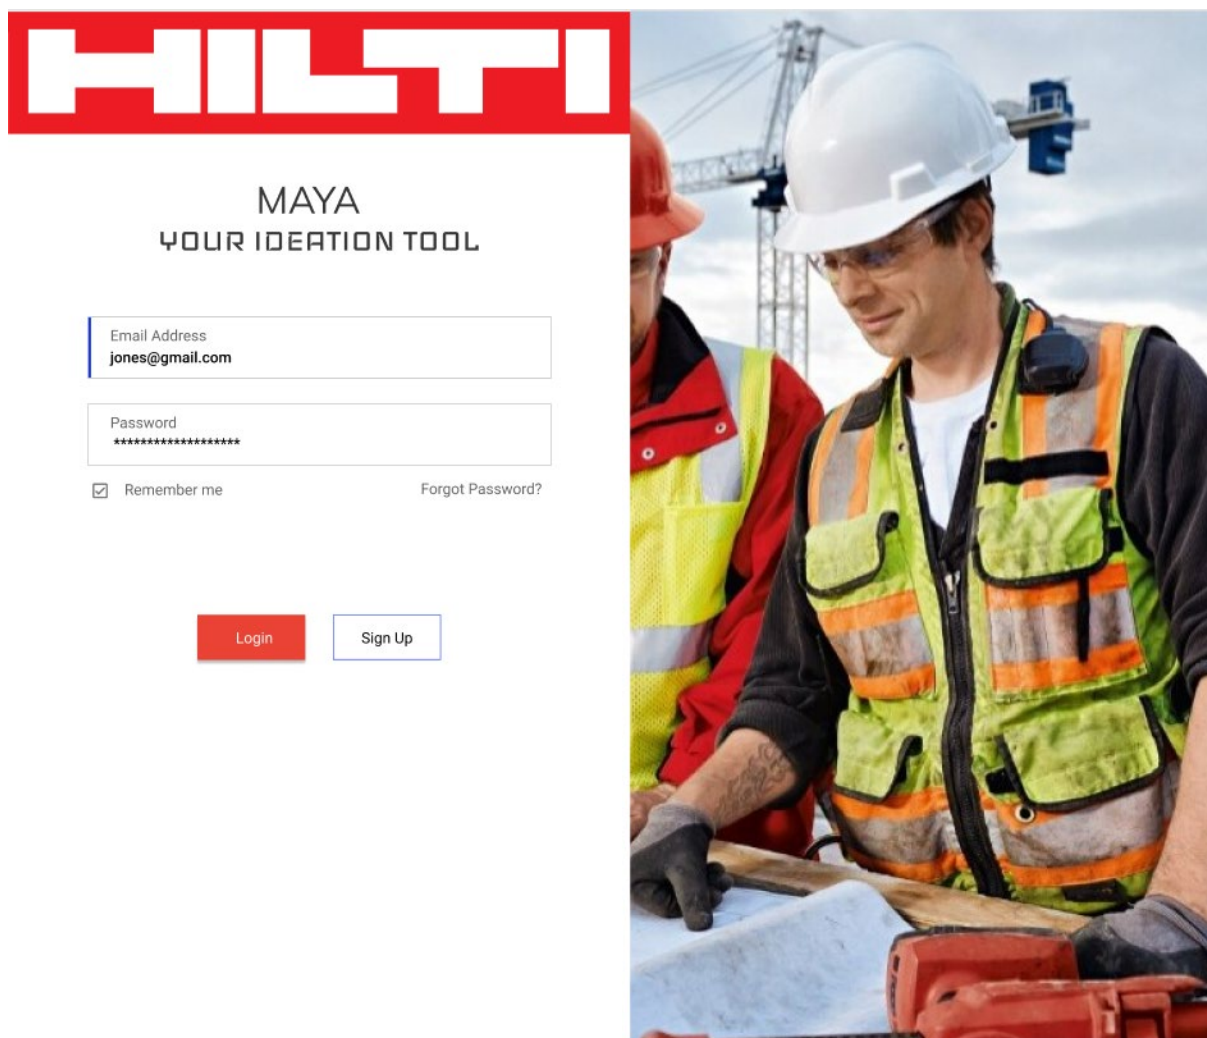 HILTI
MAYA
YOUR IDEATION TOOL
Email Address
jones@gmail.com
Password
*******************
Remember me
Forgot Password?
Login
Sign Up